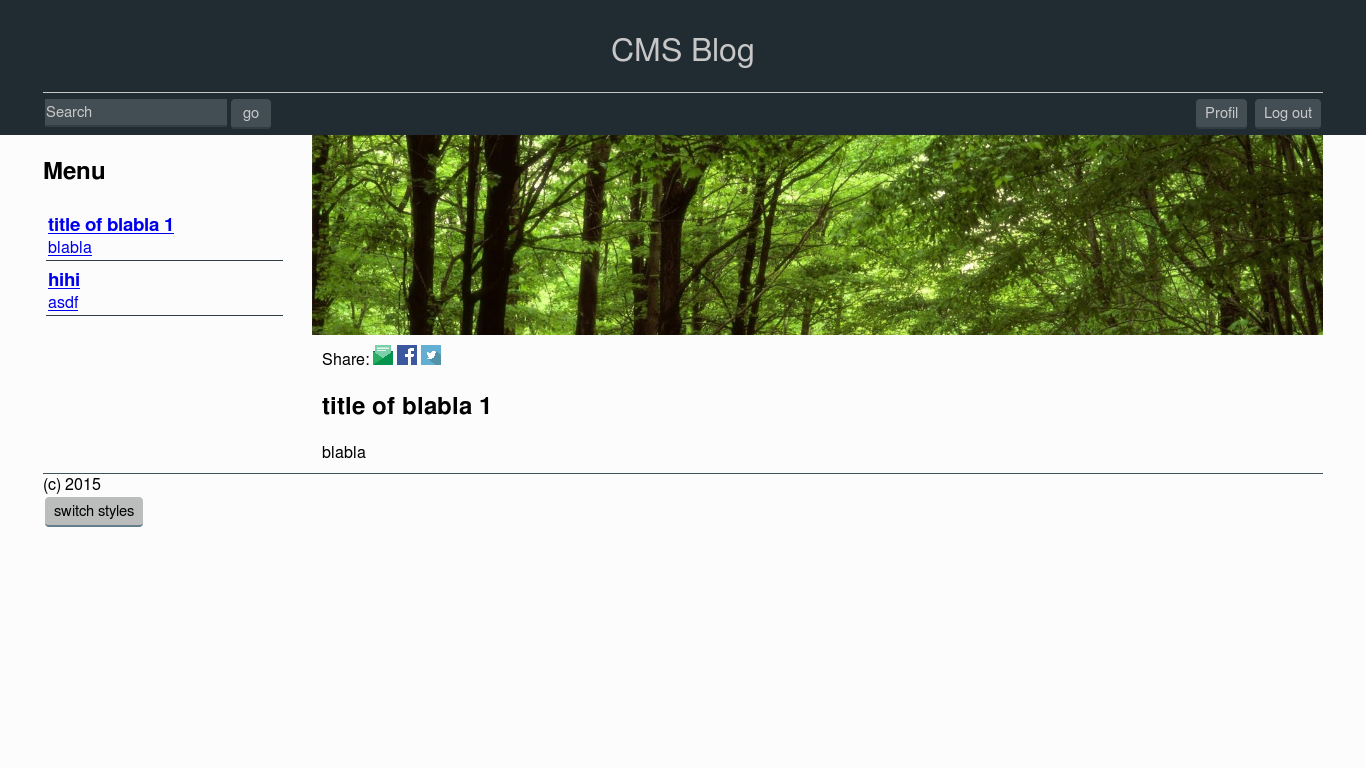 CMS Blog
Search
go
Profil
Log out
Menu
title of blabla 1
blabla
hihi
asdf
Share:
title of blabla 1
blabla
(c) 2015
switch styles